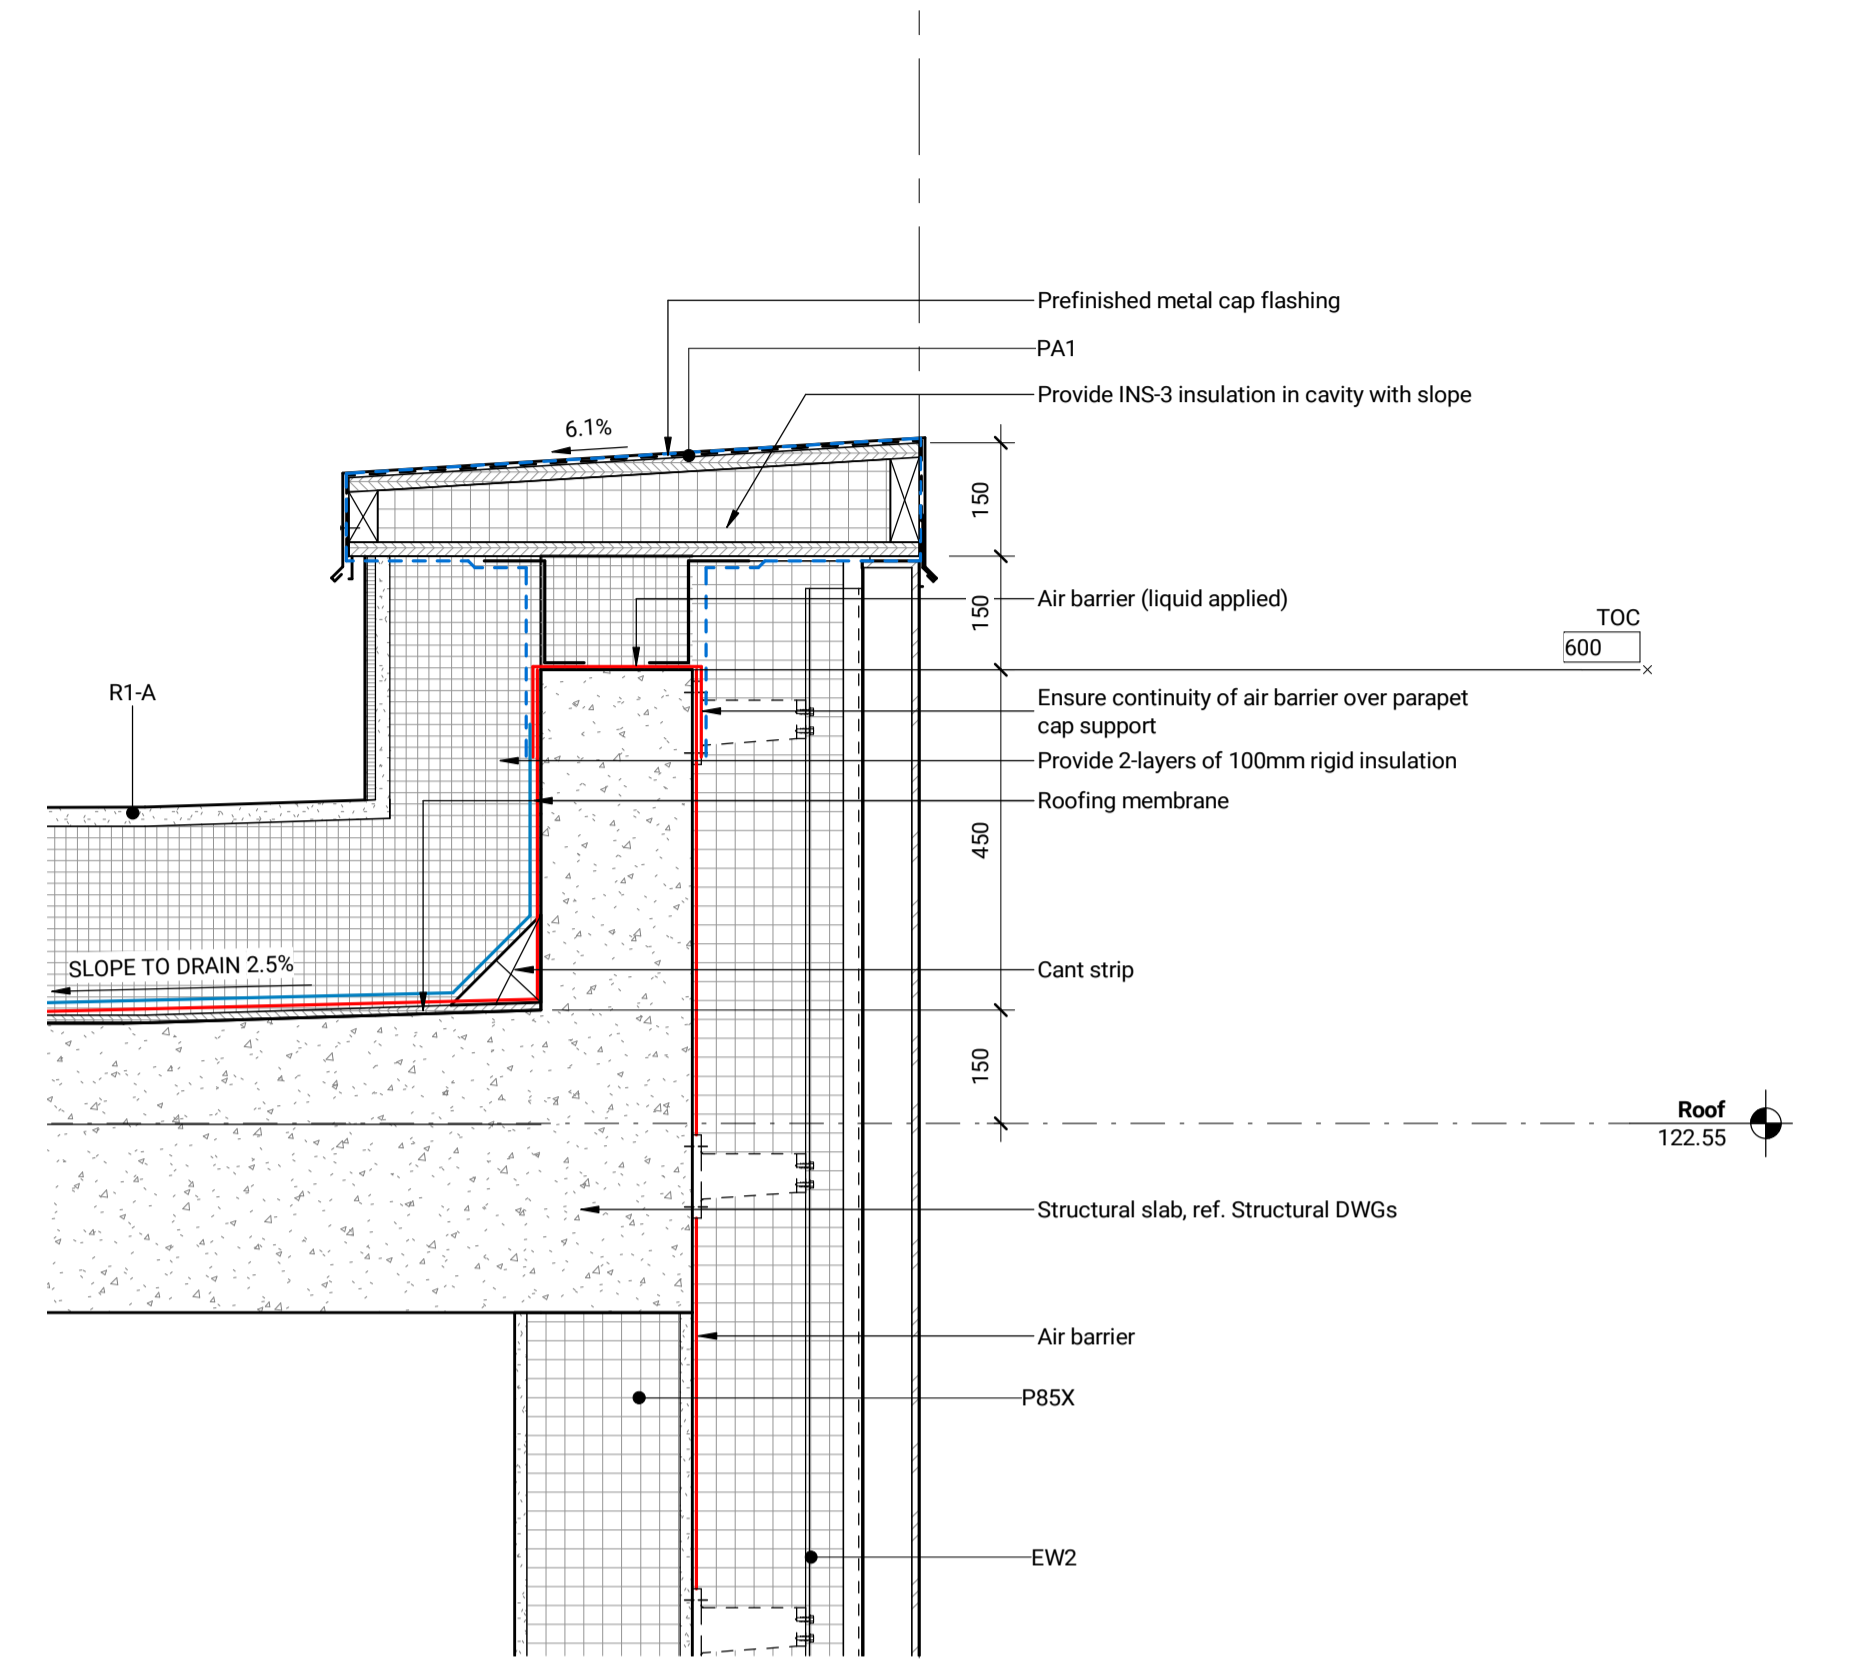 Prefinished metal cap flashing
PA1
Provide INS-3 insulation in cavity with slope
6.1%
150
150
Air barrier (liquid applied)
TOC
600
R1-A
Ensure continuity of air barrier over parapet
cap support
Provide 2-layers of 100mm rigid insulation
Roofing membrane
450
SLOPE TO DRAIN 2.5%
Cant strip
150
Roof
122.55
Structural slab, ref. Structural DWGs
Air barrier
P85X
EW2